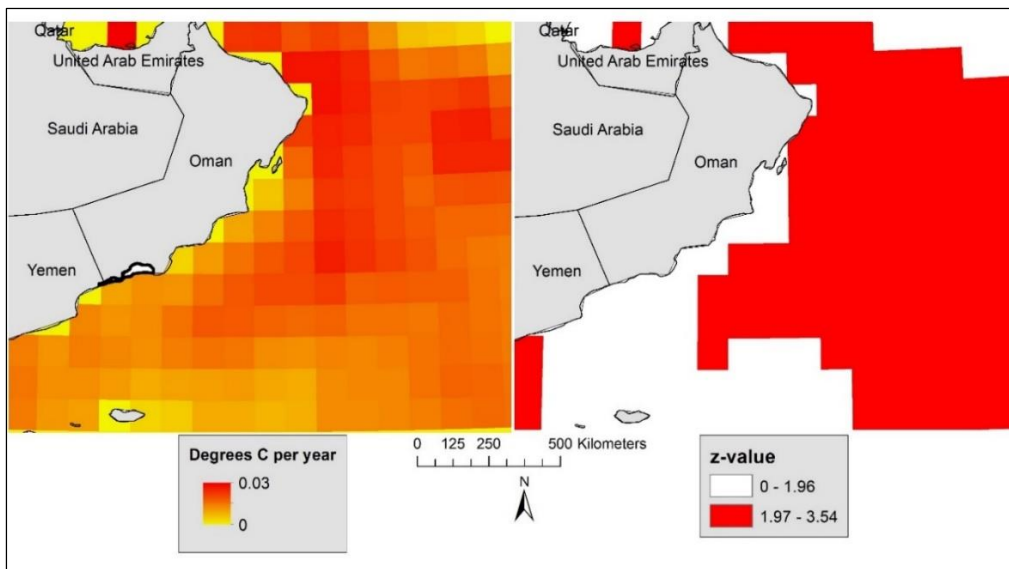 Qatar
United Arab Emirates
Saudi Arabia
Oman
Yemen
Qatar
United Arab Emirates
Saudi Arabia
Oman
Yemen
Degrees C per year
0.03
0
0 125 250 500 Kilometers
N
z-value
0 - 1.96
1.97 - 3.54